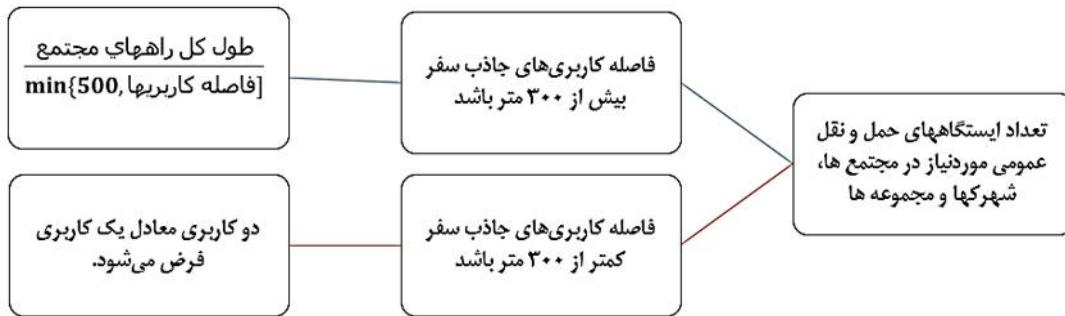 تعداد ایستگاههای حمل و نقل
عمومی موردنیاز در مجتمع ها،
شهرکها و مجموعه ها
فاصله کاربری‌های جاذب سفر
بیش از ۳۰۰ متر باشد
طول کل راههاي مجتمع
min{500, فاصله کاربریها]
فاصله کاربری‌های جاذب سفر
کمتر از ۳۰۰ متر باشد
دو کاربری معادل یک کاربری
فرض می‌شود.